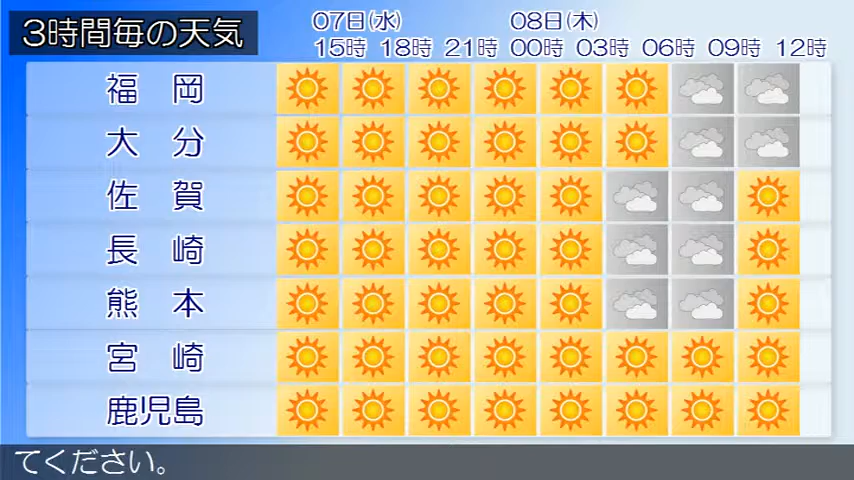 3時間毎の天気
07日(水) 08日(木)
15時 18時 21時 00時 03時 06時 09時 12時
福岡
大分
佐賀
長崎
熊本
宮崎
鹿児島
てください。